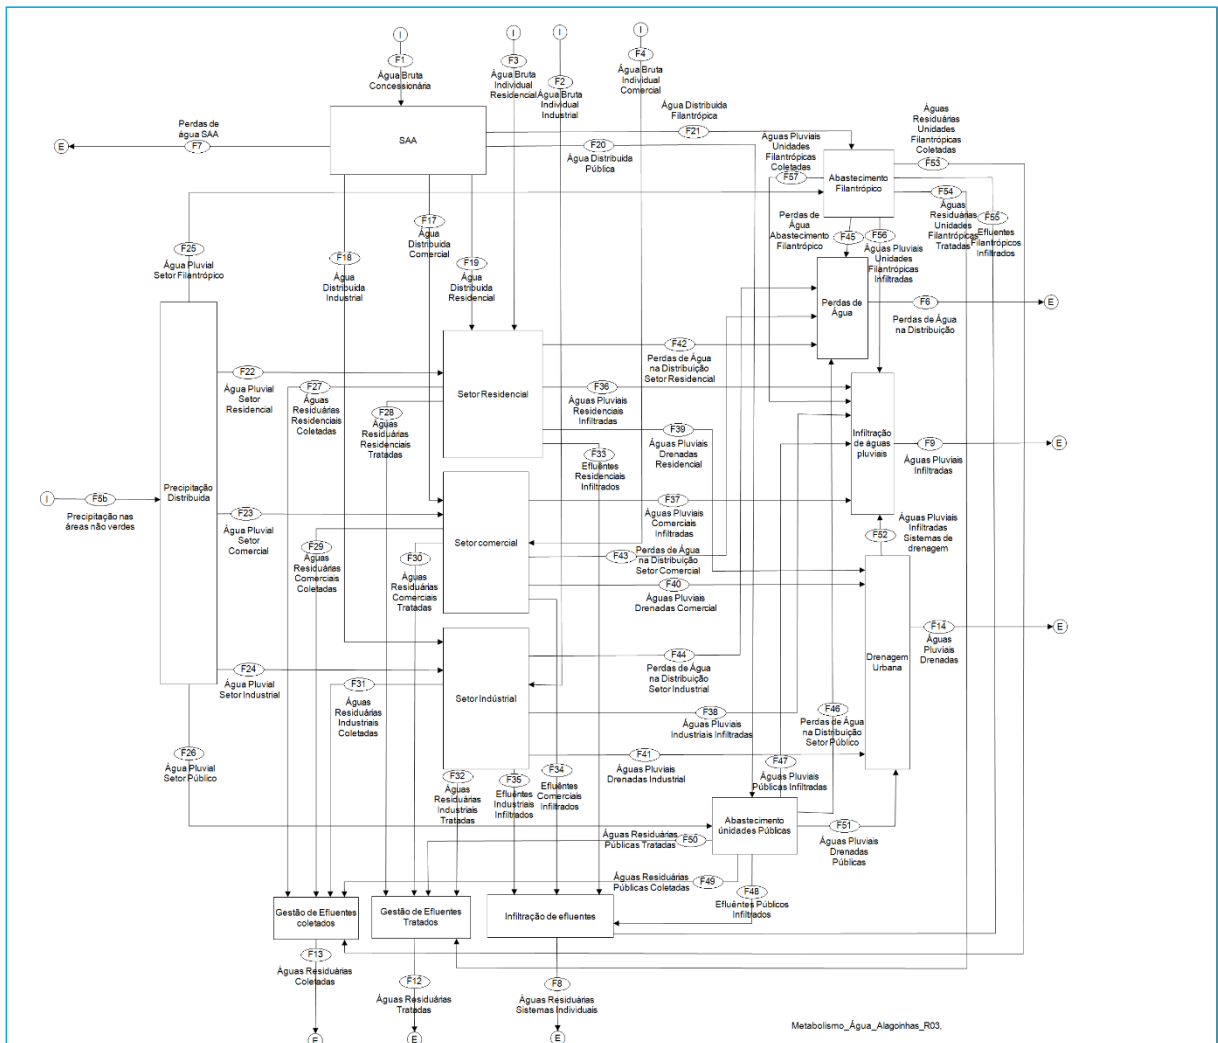 I
I
I
I
F1
Água Bruta
Concessionária
F3
Água Bruta
Individual
Residencial
F2
Água Bruta
Individual
Industrial
F4
Água Bruta
Individual
Comercial
Perdas de
água SAA
F7
E
SAA
Água Distribuida
Filantrópica
F21
F20
Água Distribuida
Pública
Águas Pluviais
Unidades
Filantrópicas
Coletadas
F57
Águas
Residuárias
Unidades
Filantrópicas
Coletadas
F53
Abastecimento
Filantrópico
F54
Águas
Residuárias
Unidades
Filantrópicas
Tratadas
F55
Efluentes
Filantrópicos
Infiltrados
F25
Água Pluvial
Setor Filantrópico
F17
Água
Distribuida
Comercial
F18
Água
Distribuida
Industrial
F19
Água
Distribuida
Residencial
Perdas de
Água
Abastecimento
Filantrópico
F45
F56
Águas Pluviais
Unidades
Filantrópicas
Infiltradas
Perdas de
Água
F6
Perdas de Água
na Distribuição
E
Precipitação
Distribuida
I
F5b
Precipitação nas
áreas não verdes
F22
Água Pluvial
Setor
Residencial
F27
Águas
Residuárias
Residenciais
Coletadas
F28
Águas
Residuárias
Residenciais
Tratadas
Setor Residencial
F42
Perdas de Água
na Distribuição
Setor Residencial
F36
Águas Pluviais
Residenciais
Infiltradas
F39
Águas Pluviais
Drenadas
Residencial
F33
Efluêntes
Residenciais
Infiltrados
Infiltração
de águas
pluviais
F9
Águas Pluviais
Infiltradas
E
F23
Água Pluvial
Setor
Comercial
F29
Águas
Residuárias
Comerciais
Coletadas
F30
Águas
Residuárias
Comerciais
Tratadas
Setor comercial
F37
Águas Pluviais
Comerciais
Infiltradas
F43
Perdas de Água
na Distribuição
Setor Comercial
F40
Águas Pluviais
Drenadas Comercial
Águas Pluviais
Infiltradas
Sistemas de
drenagem
F52
Drenagem
Urbana
F14
Águas
Pluviais
Drenadas
E
F24
Água Pluvial
Setor Industrial
F31
Águas
Residuárias
Industriais
Coletadas
Setor Indústrial
F44
Perdas de Água
na Distribuição
Setor Industrial
F38
Águas Pluviais
Industriais Infiltradas
F46
Perdas de Água
na Distribuição
Setor Público
F41
Águas Pluviais
Drenadas Industrial
F47
Águas Pluviais
Públicas Infiltradas
F26
Água Pluvial
Setor Público
F32
Águas
Residuárias
Industriais
Tratadas
F35
Efluêntes
Industriais
Infiltrados
F34
Efluêntes
Comerciais
Infiltrados
Abastecimento
únidades Públicas
F51
Águas Pluviais
Drenadas
Públicas
Águas Residuárias
Públicas Tratadas
F50
Águas Residuárias
Públicas Coletadas
F49
F48
Efluêntes Públicos
Infiltrados
Gestão de Efluentes
coletados
Gestão de Efluentes
Tratados
Infiltração de efluentes
F13
Águas Residuárias
Coletadas
F12
Águas Residuárias
Tratadas
F8
Águas Residuárias
Sistemas Individuais
E
E
E
Metabolismo_Água_Alagoinhas_R03,